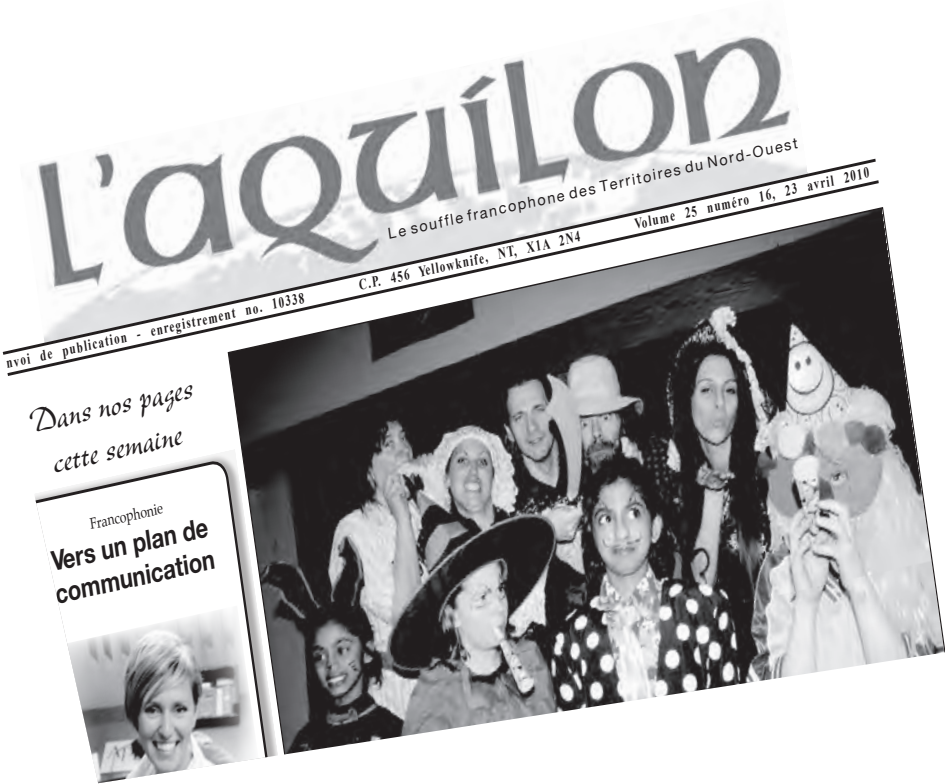 L'aquilon
Le souffle francophone des Territoires du Nord-Ouest
nvoi de publication - enregistrement no. 10338 C.P. 456 Yellowknife, NT, X1A 2N4 Volume 25 numéro 16, 23 avril 2010
Dans nos pages
cette semaine
Francophonie
Vers un plan de
communication